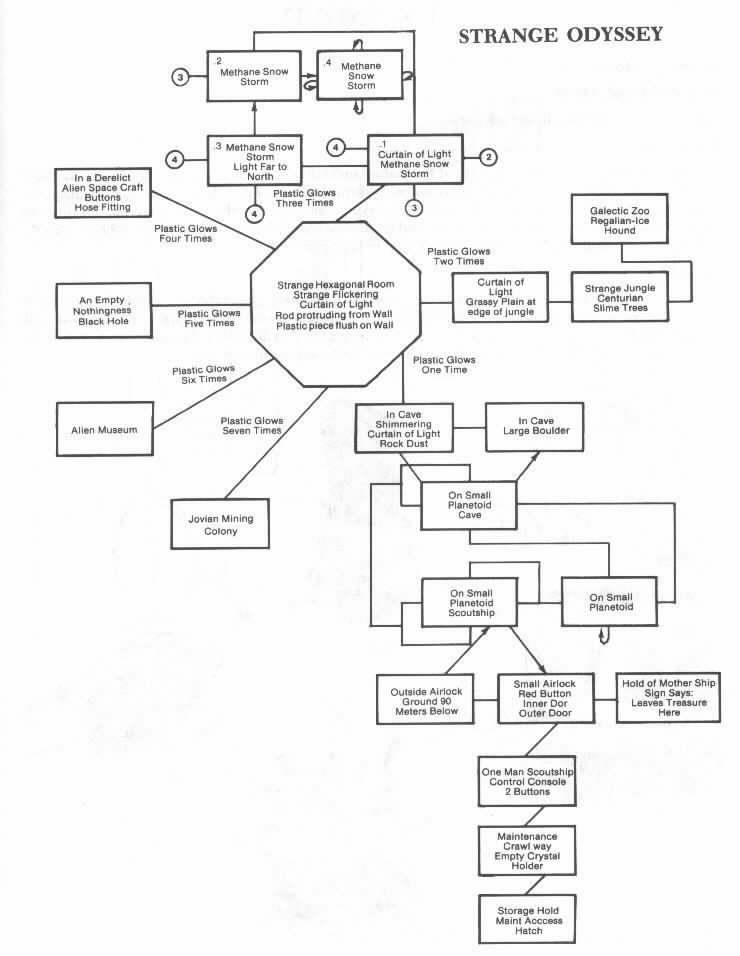 STRANGE ODYSSEY
.2
Methane Snow
Storm
.4
Methane
Snow
Storm
3
.3 Methane Snow
Storm
Light Far to
North
4
4
4
.1
Curtain of Light
Methane Snow
Storm
2
3
Plastic Glows
Three Times
In a Derelict
Alien Space Craft
Buttons
Hose Fitting
Plastic Glows
Four Times
Galectic Zoo
Regalian-Ice
Hound
Plastic Glows
Two Times
Strange Hexagonal Room
Strange Flickering
Curtain of Light
Rod protruding from Wall
Plastic piece flush on Wall
Curtain of
Light
Grassy Plain at
edge of jungle
Strange Jungle
Centurian
Slime Trees
An Empty
Nothingness
Black Hole
Plastic Glows
Five Times
Plastic Glows
One Time
Plastic Glows
Six Times
Alien Museum
Plastic Glows
Seven Times
In Cave
Shimmering
Curtain of Light
Rock Dust
In Cave
Large Boulder
Jovian Mining
Colony
On Small
Planetoid
Cave
On Small
Planetoid
Scoutship
On Small
Planetoid
Outside Airlock
Ground 90
Meters Below
Small Airlock
Red Button
Inner Dor
Outer Door
Hold of Mother Ship
Sign Says:
Leaves Treasure
Here
One Man Scoutship
Control Console
2 Buttons
Maintenance
Crawl way
Empty Crystal
Holder
Storage Hold
Maint Aoccess
Hatch